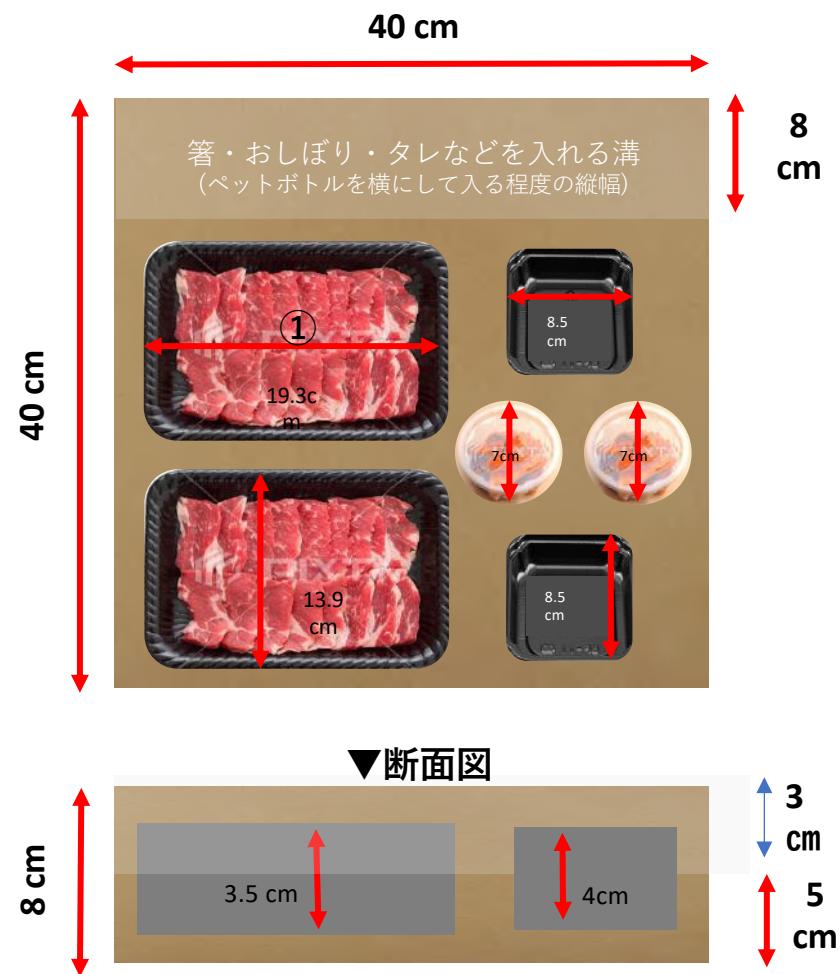 40 cm
8
cm
箸・おしぼり・タレなどを入れる溝
(ペットボトルを横にして入る程度の縦幅)
40 cm
①
19.3c
m
8.5
cm
7cm
7cm
13.9
cm
8.5
cm
▼断面図
8 cm
3.5 cm
4cm
3
㎝
5
cm